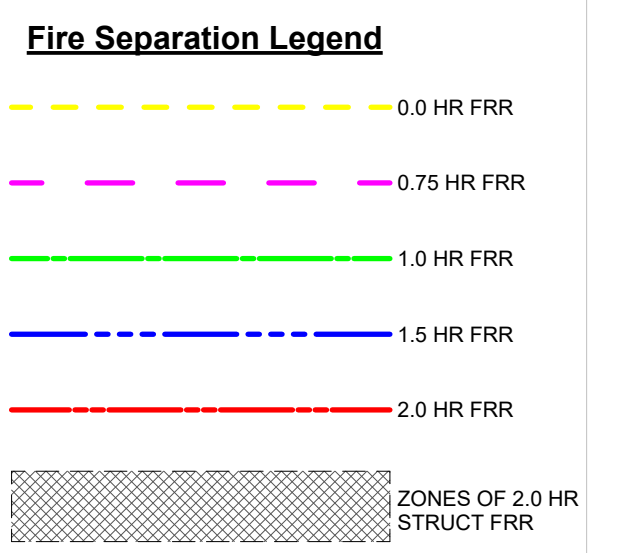 Fire Separation Legend
0.0 HR FRR
0.75 HR FRR
1.0 HR FRR
1.5 HR FRR
2.0 HR FRR
ZONES OF 2.0 HR
STRUCT FRR